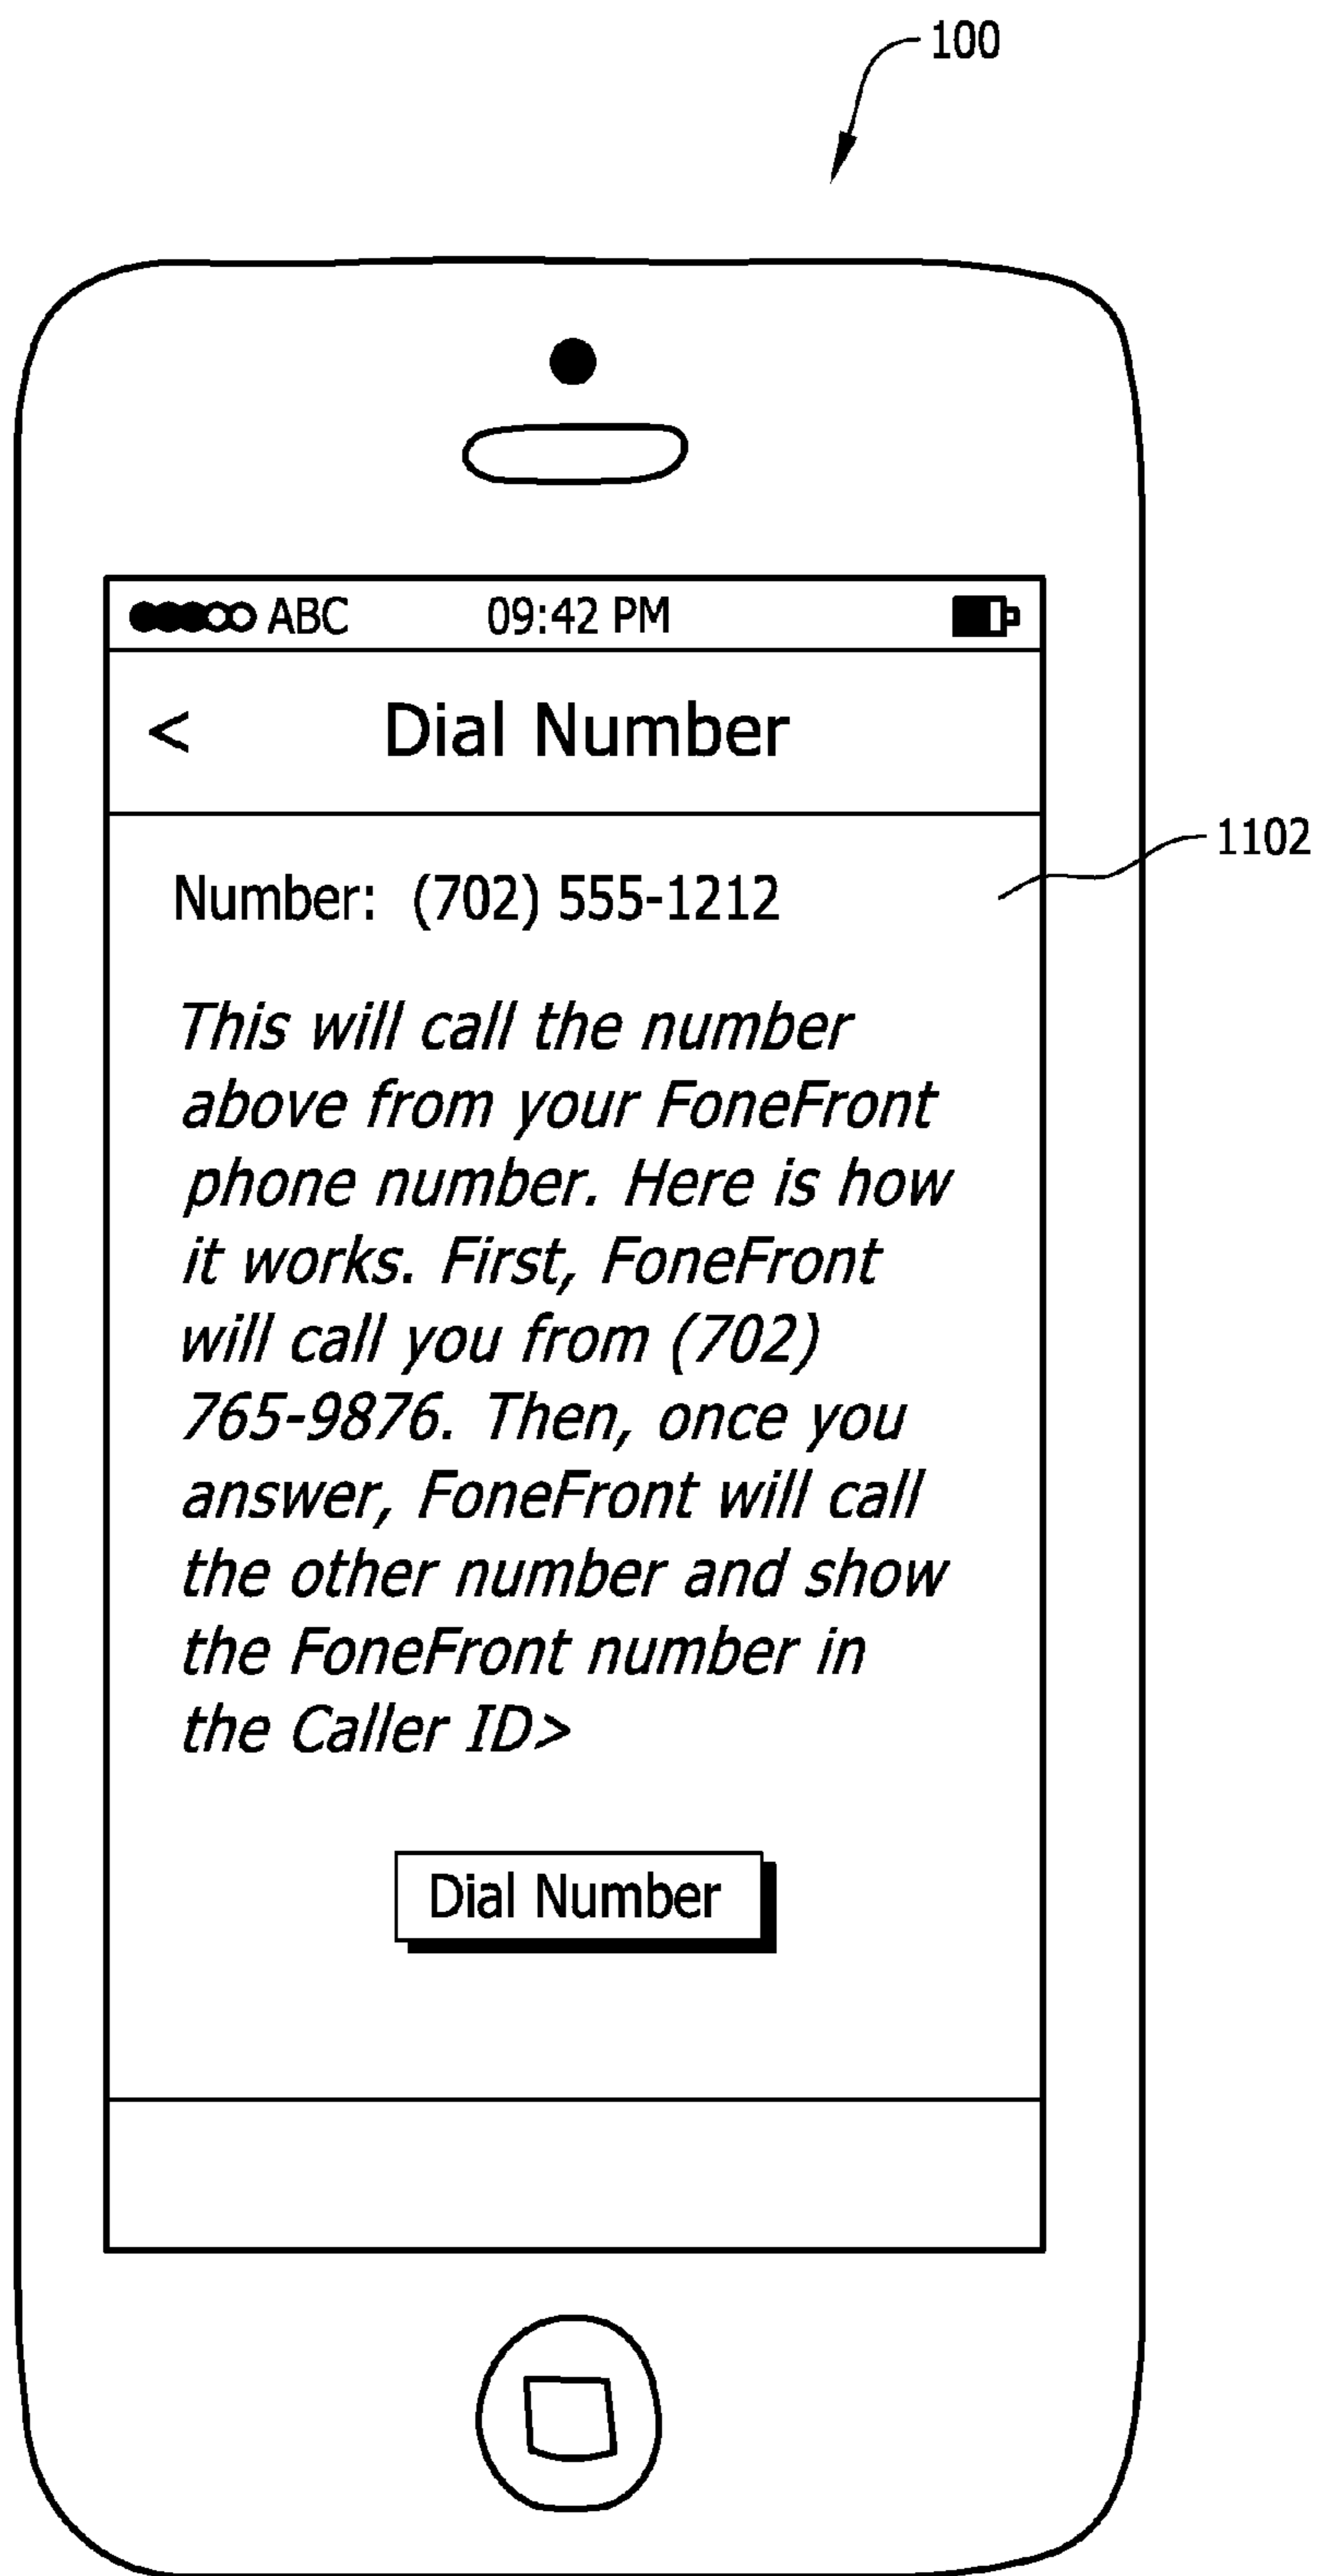 100
ABC 09:42 PM
< Dial Number
1102
Number: (702) 555-1212
This will call the number
above from your FoneFront
phone number. Here is how
it works. First, FoneFront
will call you from (702)
765-9876. Then, once you
answer, FoneFront will call
the other number and show
the FoneFront number in
the Caller ID>
Dial Number